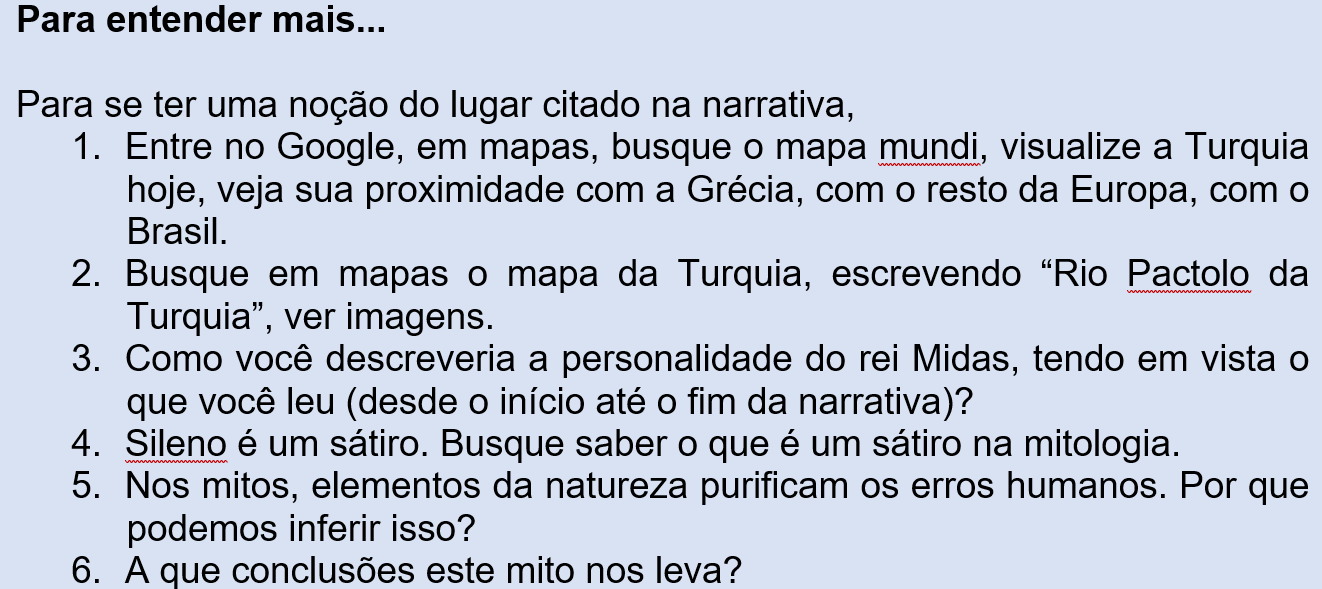 Para entender mais...
Para se ter uma noção do lugar citado na narrativa,
1. Entre no Google, em mapas, busque o mapa mundi, visualize a Turquia
hoje, veja sua proximidade com a Grécia, com o resto da Europa, com o
Brasil.
2. Busque em mapas o mapa da Turquia, escrevendo “Rio Pactolo da
Turquia”, ver imagens.
3. Como você descreveria a personalidade do rei Midas, tendo em vista o
que você leu (desde o início até o fim da narrativa)?
4. Sileno é um sátiro. Busque saber o que é um sátiro na mitologia.
5. Nos mitos, elementos da natureza purificam os erros humanos. Por que
podemos inferir isso?
6. A que conclusões este mito nos leva?